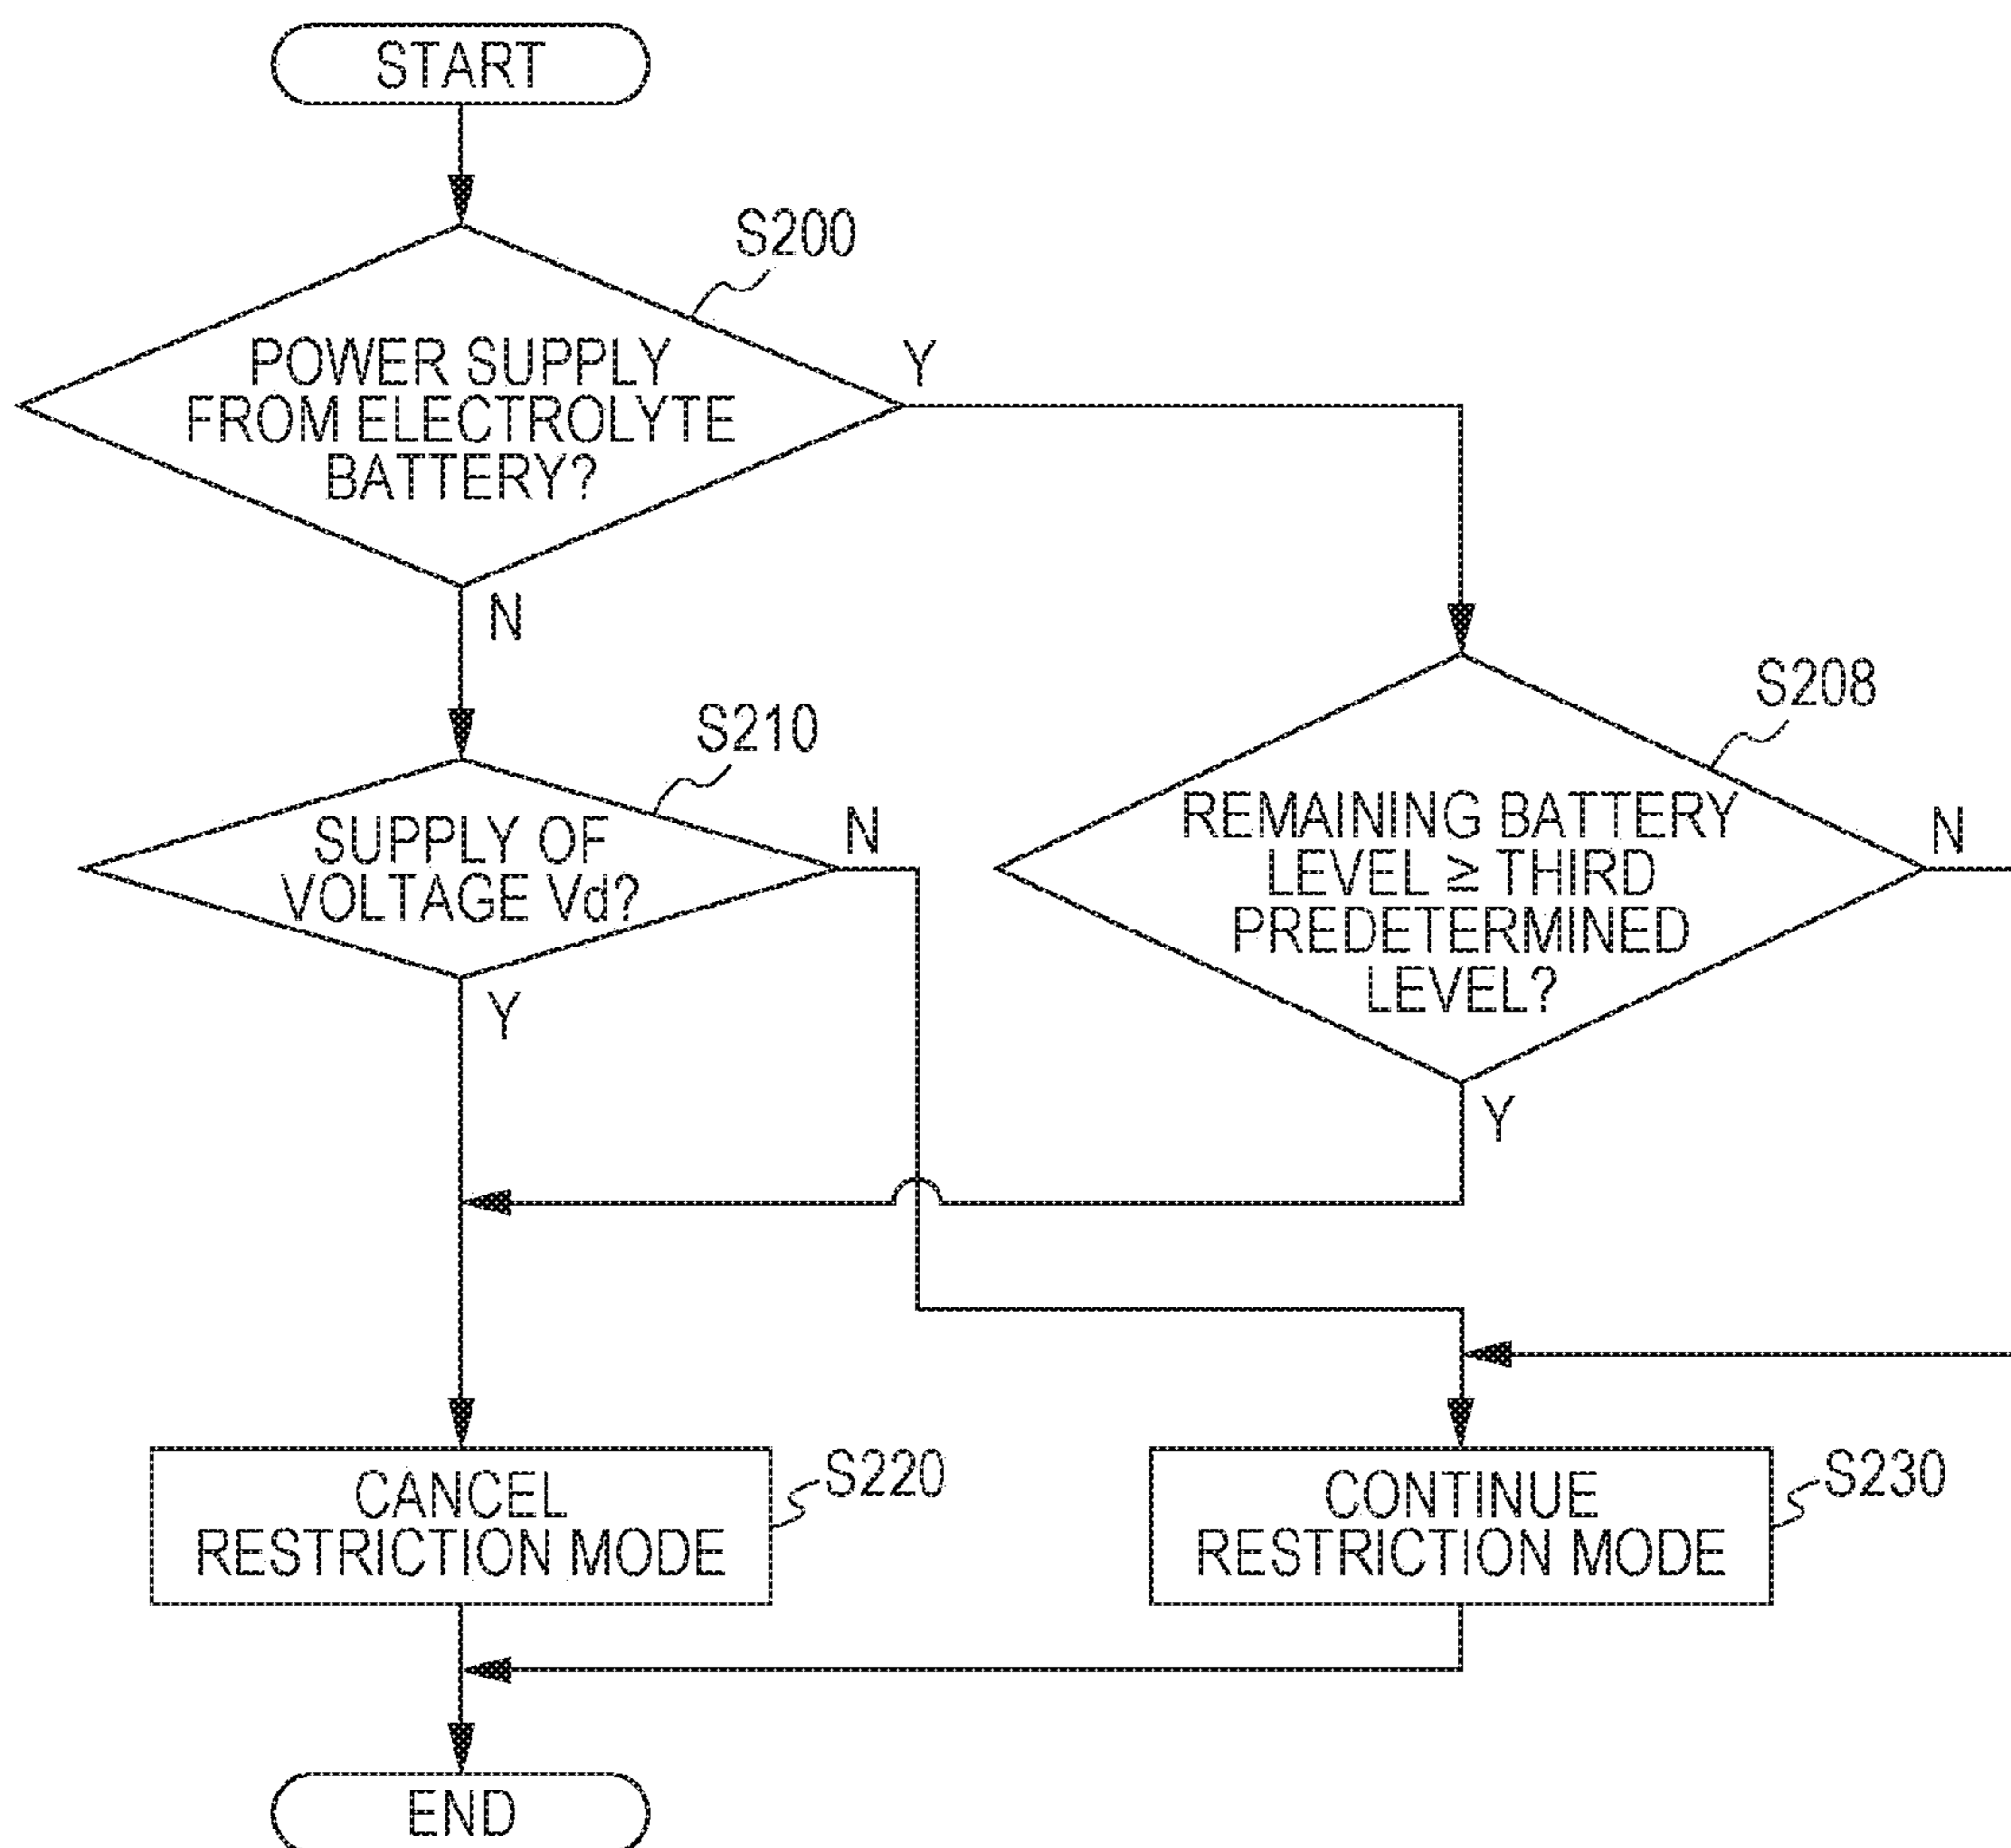 START
S200
POWER SUPPLY
FROM ELECTROLYTE
BATTERY?
Y
N
S210
SUPPLY OF
VOLTAGE Vd?
N
Y
S208
REMAINING BATTERY
LEVEL ≥ THIRD
PREDETERMINED
LEVEL?
N
Y
CANCEL
RESTRICTION MODE
S220
CONTINUE
RESTRICTION MODE
S230
END